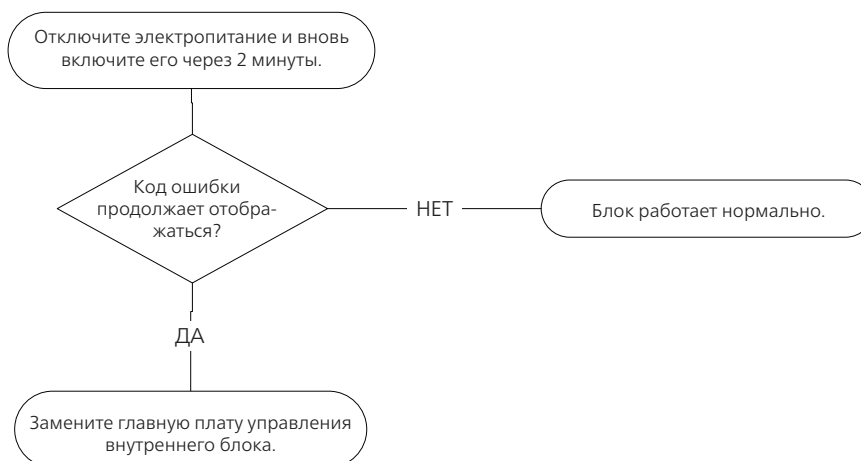 Отключите электропитание и вновь
включите его через 2 минуты.
Код ошибки
продолжает отобра-
жаться?
НЕТ
Блок работает нормально.
ДА
Замените главную плату управления
внутреннего блока.